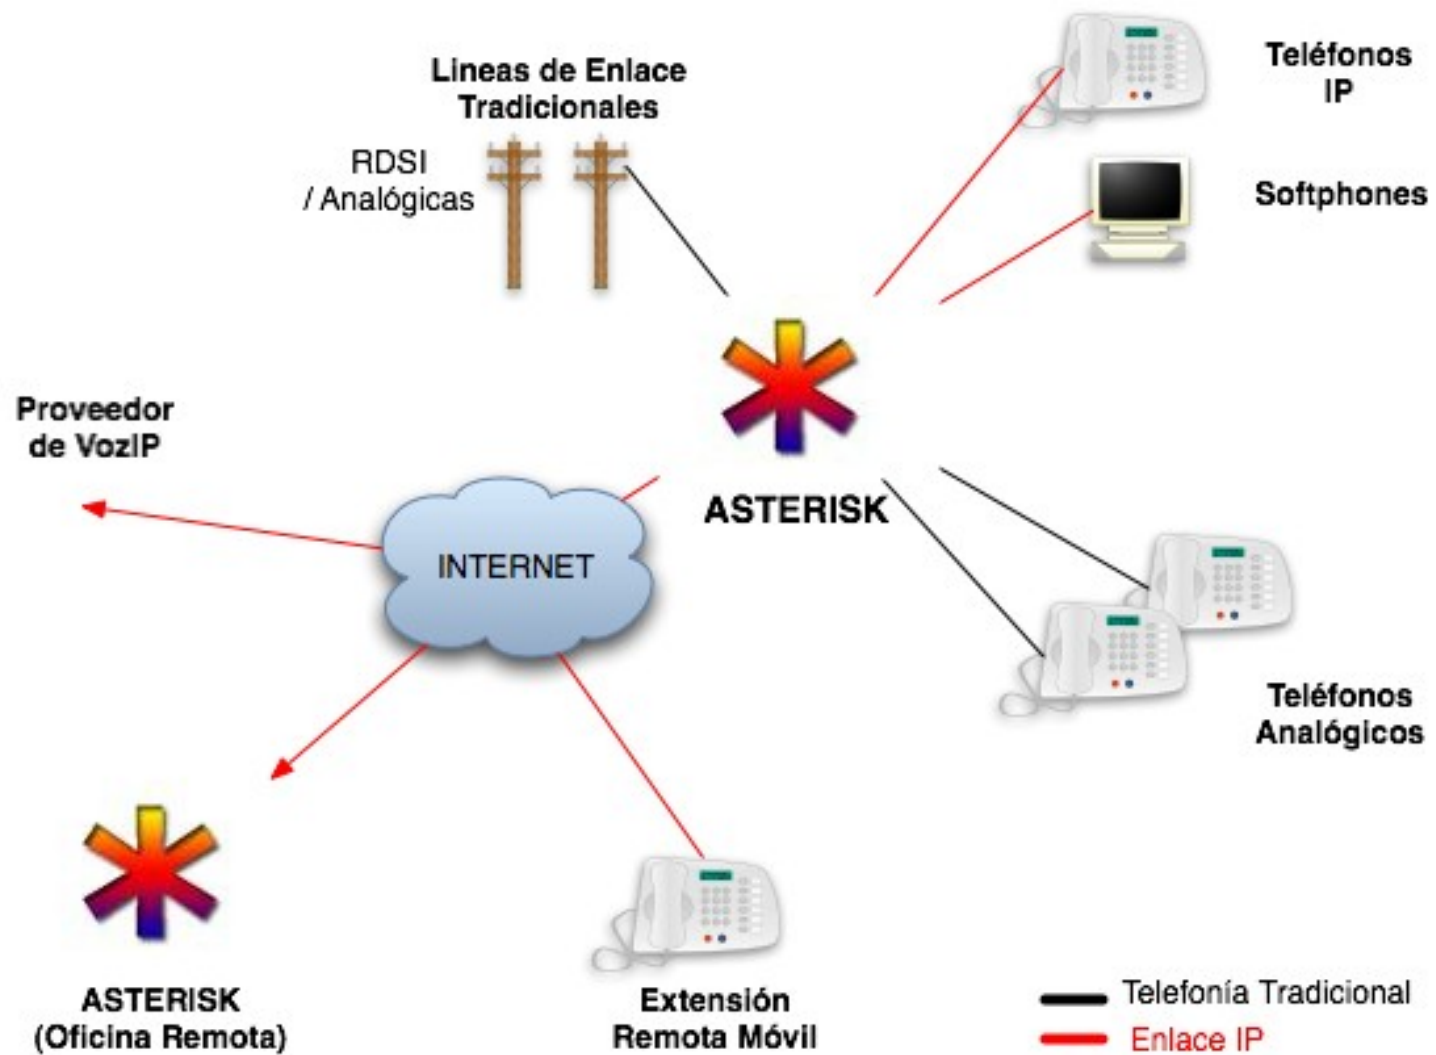 Lineas de Enlace
Tradicionales
RDSI
/ Analógicas
Teléfonos
IP
Softphones
Proveedor
de VozIP
ASTERISK
INTERNET
Teléfonos
Analógicos
ASTERISK
(Oficina Remota)
Extensión
Remota Móvil
Telefonía Tradicional
Enlace IP